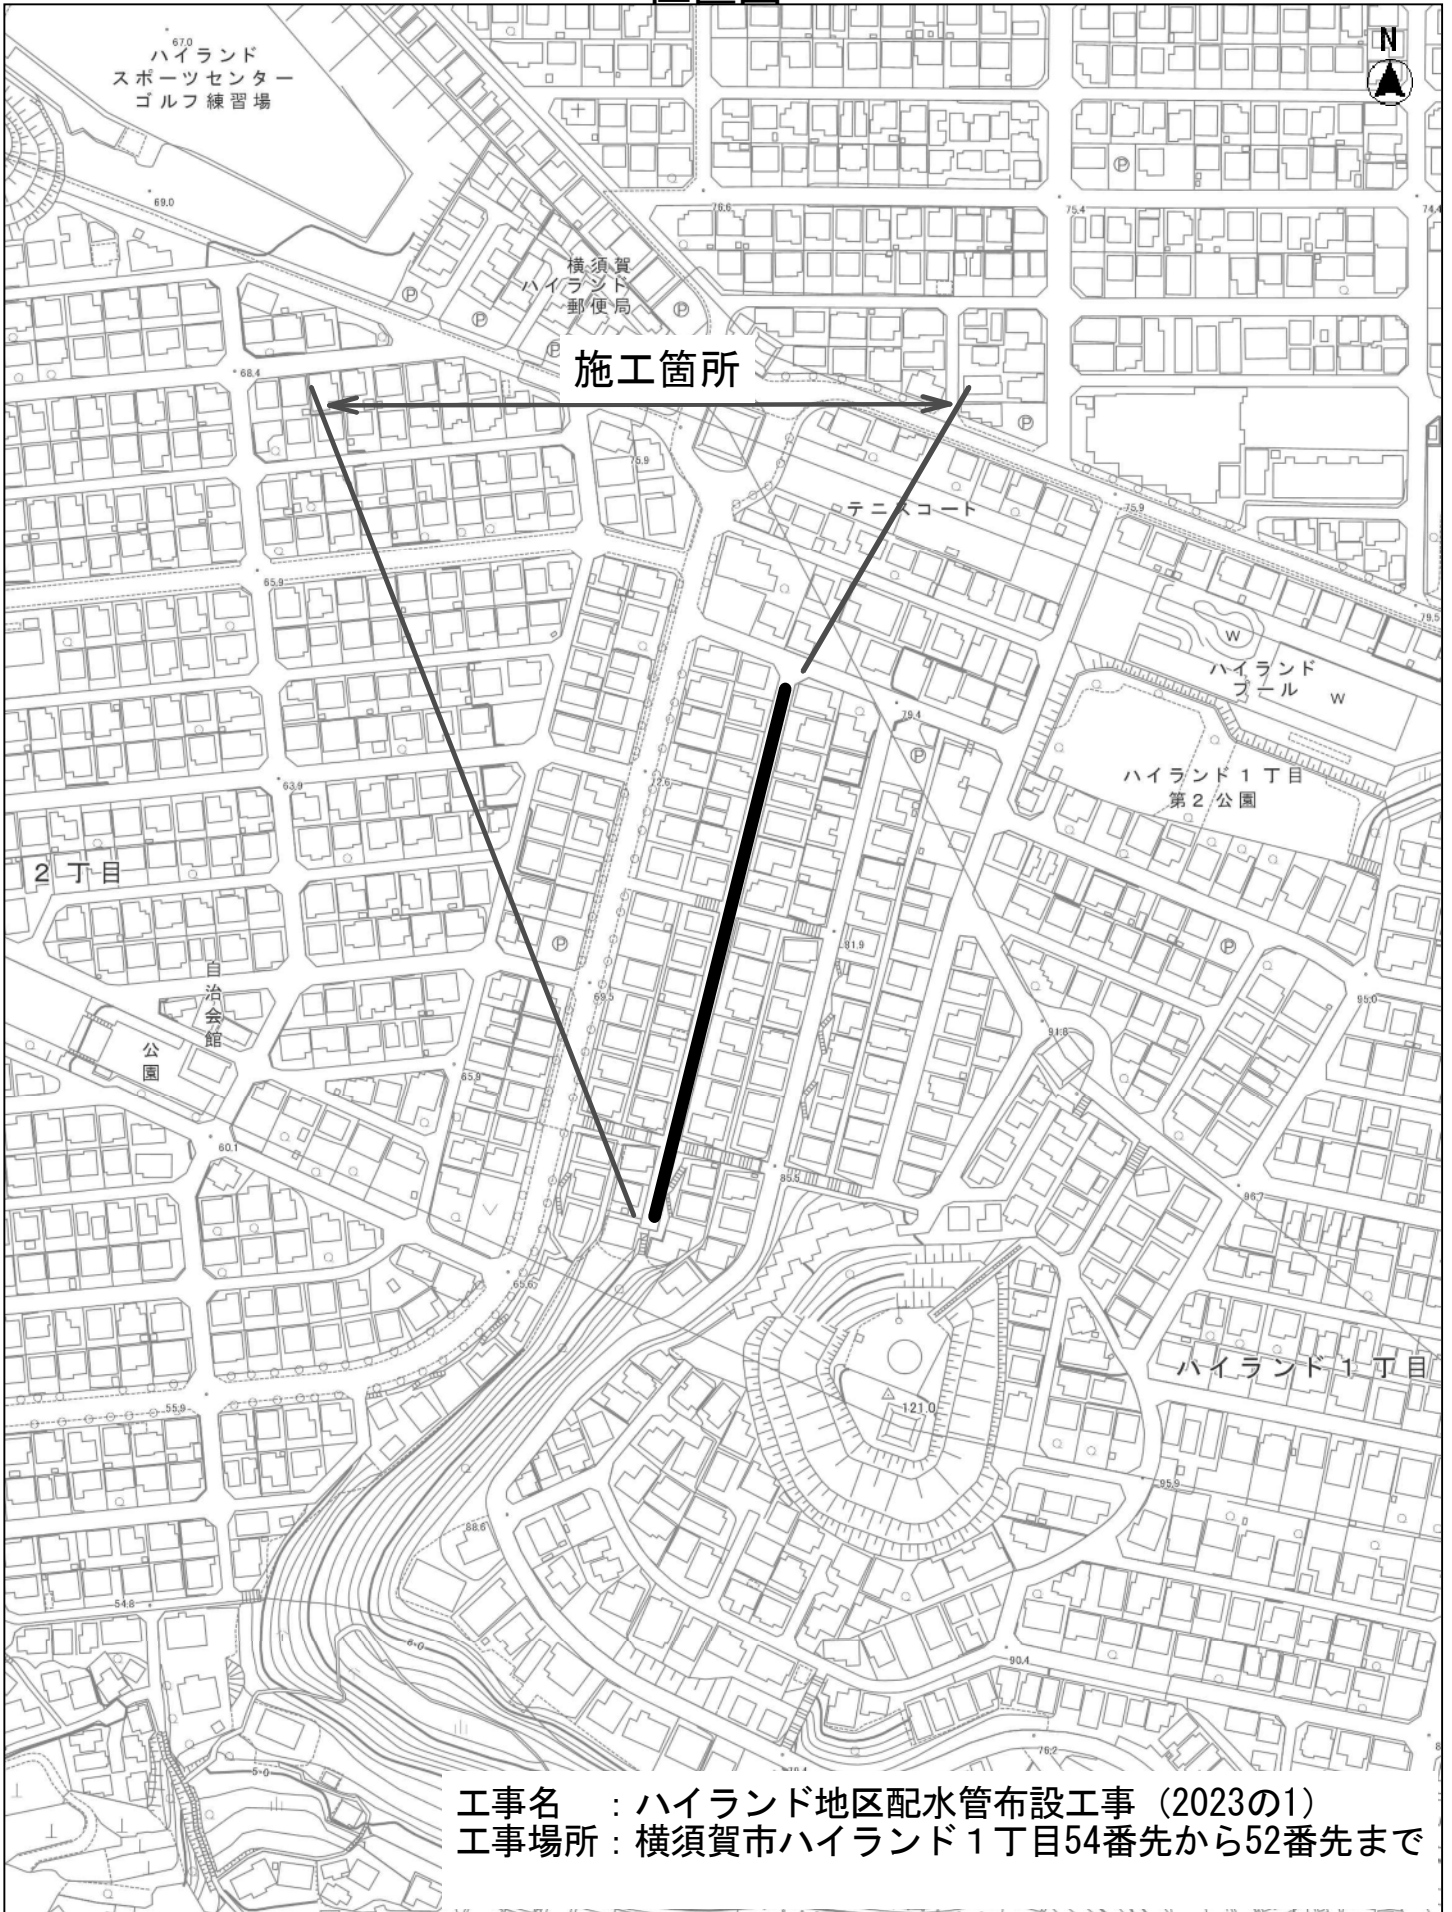 N
67.0
ハイランド
スポーツセンター
ゴルフ練習場
69.0
76.6
75.4
74.4
P
横須賀
ハイランド
郵便局
P
P
P
P
施工箇所
68.4
P
75.9
テニスコート
75.9
65.9
79.5
W
ハイランド
プール
W
79.4
P
ハイランド1丁目
第2公園
72.6
63.9
2丁目
P
81.9
P
自治会館
69.5
95.0
公園
91.8
65.9
60.1
85.5
96.7
65.6
ハイランド1丁目
121.0
55.9
95.9
88.6
54.8
6.0
90.4
76.2
5.0
工事名 :ハイランド地区配水管布設工事(2023の1)
工事場所:横須賀市ハイランド1丁目54番先から52番先まで